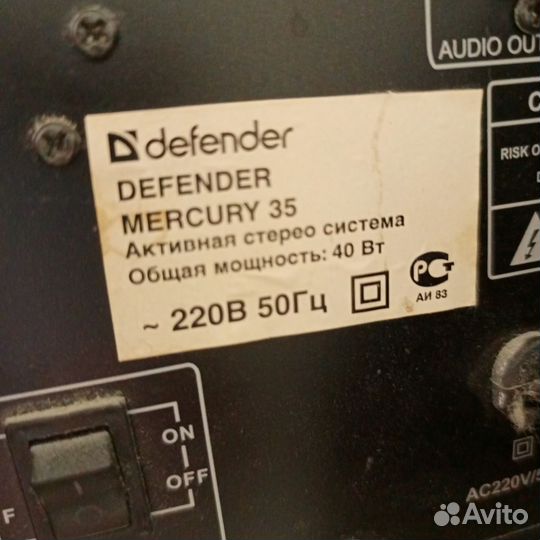 AUDIO OUT
defender
DEFENDER
MERCURY 35
Активная стерео система
Общая мощность: 40 Вт
~ 220В 50Гц
РСТ
АИ 83
RISK O
ON
OFF
F
AC220V/5
Avito